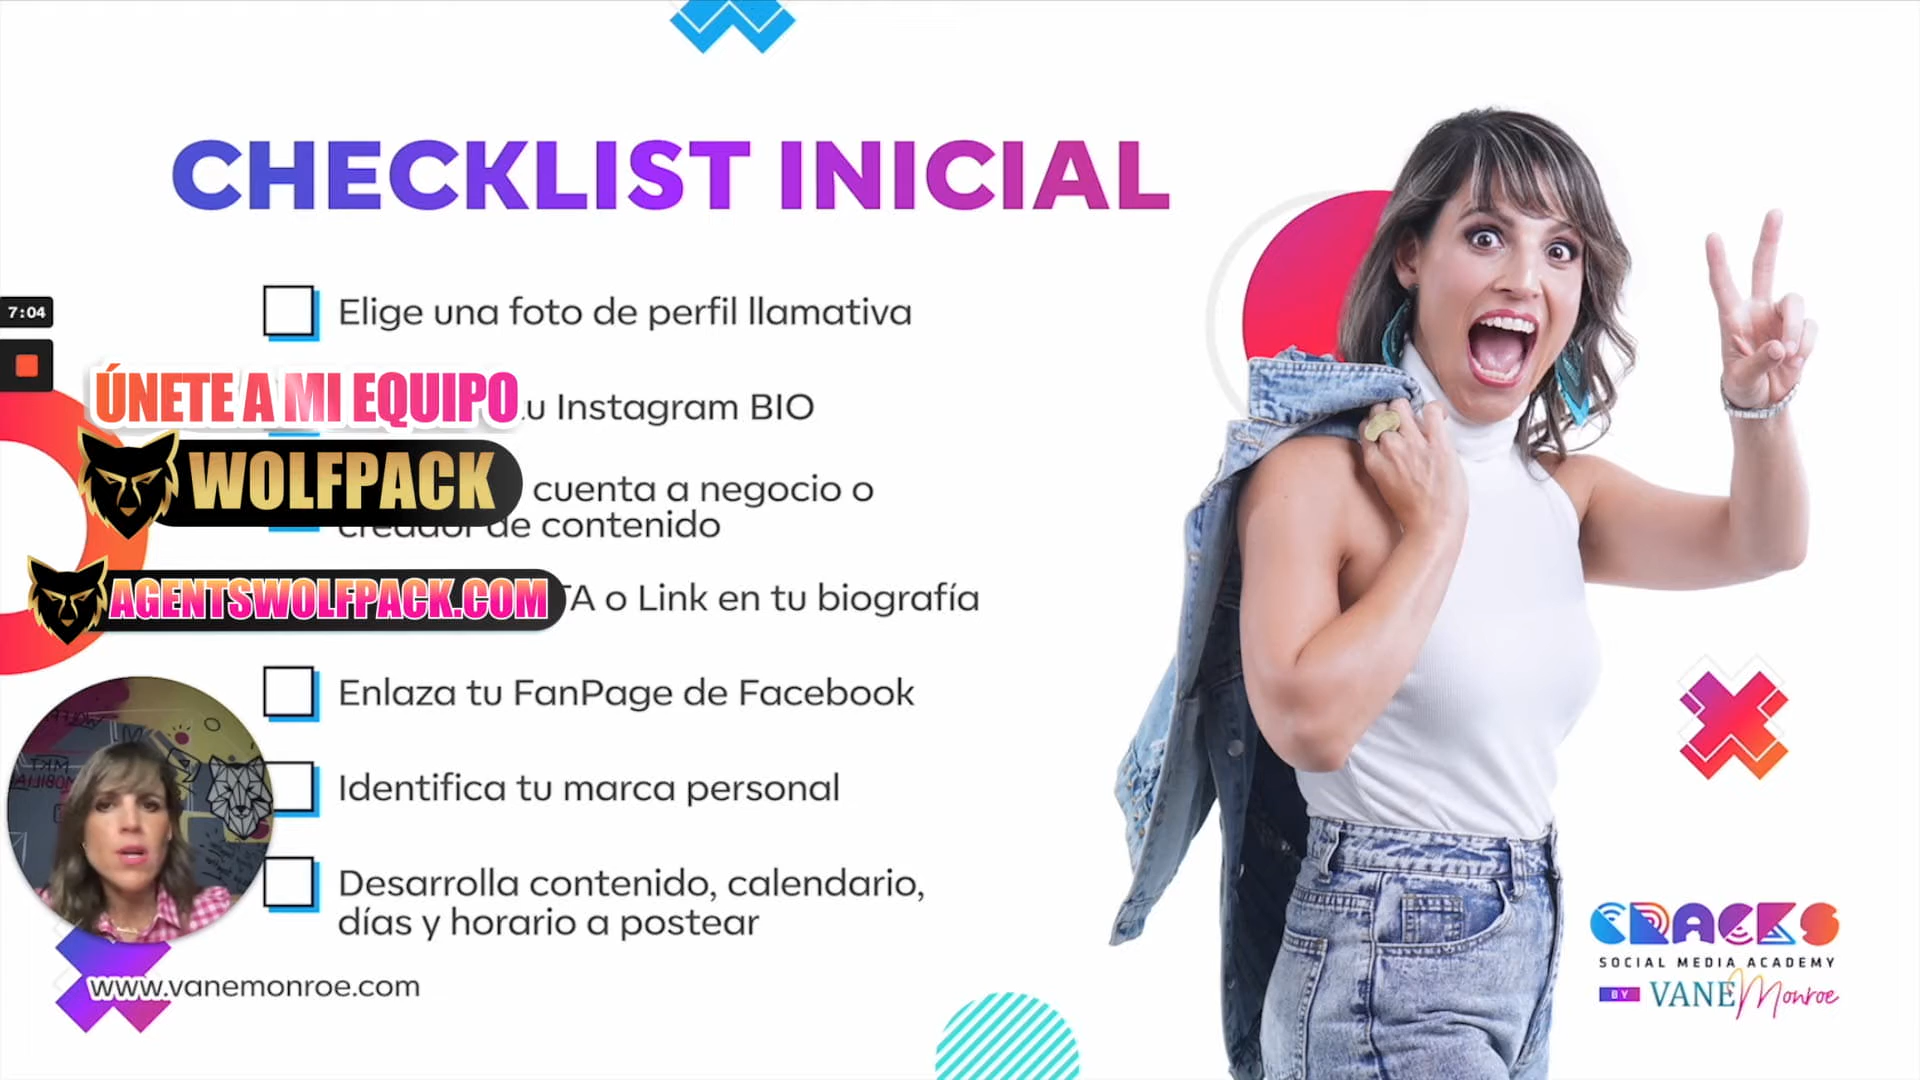 CHECKLIST INICIAL
7:04
Elige una foto de perfil llamativa
ÚNETE A MI EQUIPO
Instagram BIO
WOLFPACK
cuenta a negocio o
creador de contenido
AGENTSWOLFPACK.COM
o Link en tu biografía
Enlaza tu FanPage de Facebook
Identifica tu marca personal
Desarrolla contenido, calendario,
días y horario a postear
www.vanemonroe.com
CRACKS
SOCIAL MEDIA ACADEMY
BY VANE Monroe